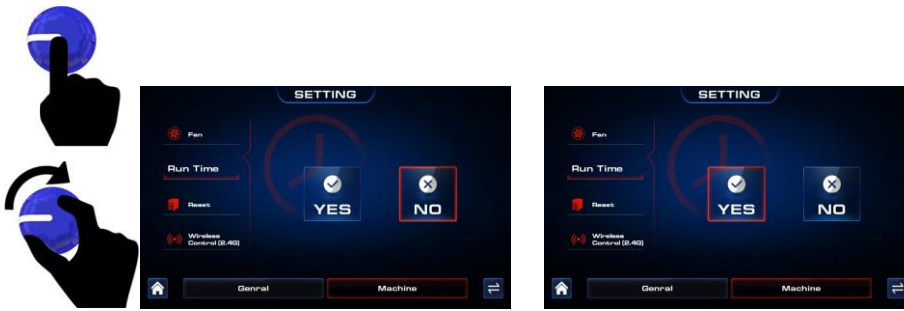 SETTING
Fan
Run Time
Reset
Wireless
Control (2.4G)
YES
NO
Genral
Machine
SETTING
Fan
Run Time
Reset
Wireless
Control (2.4G)
YES
NO
Genral
Machine